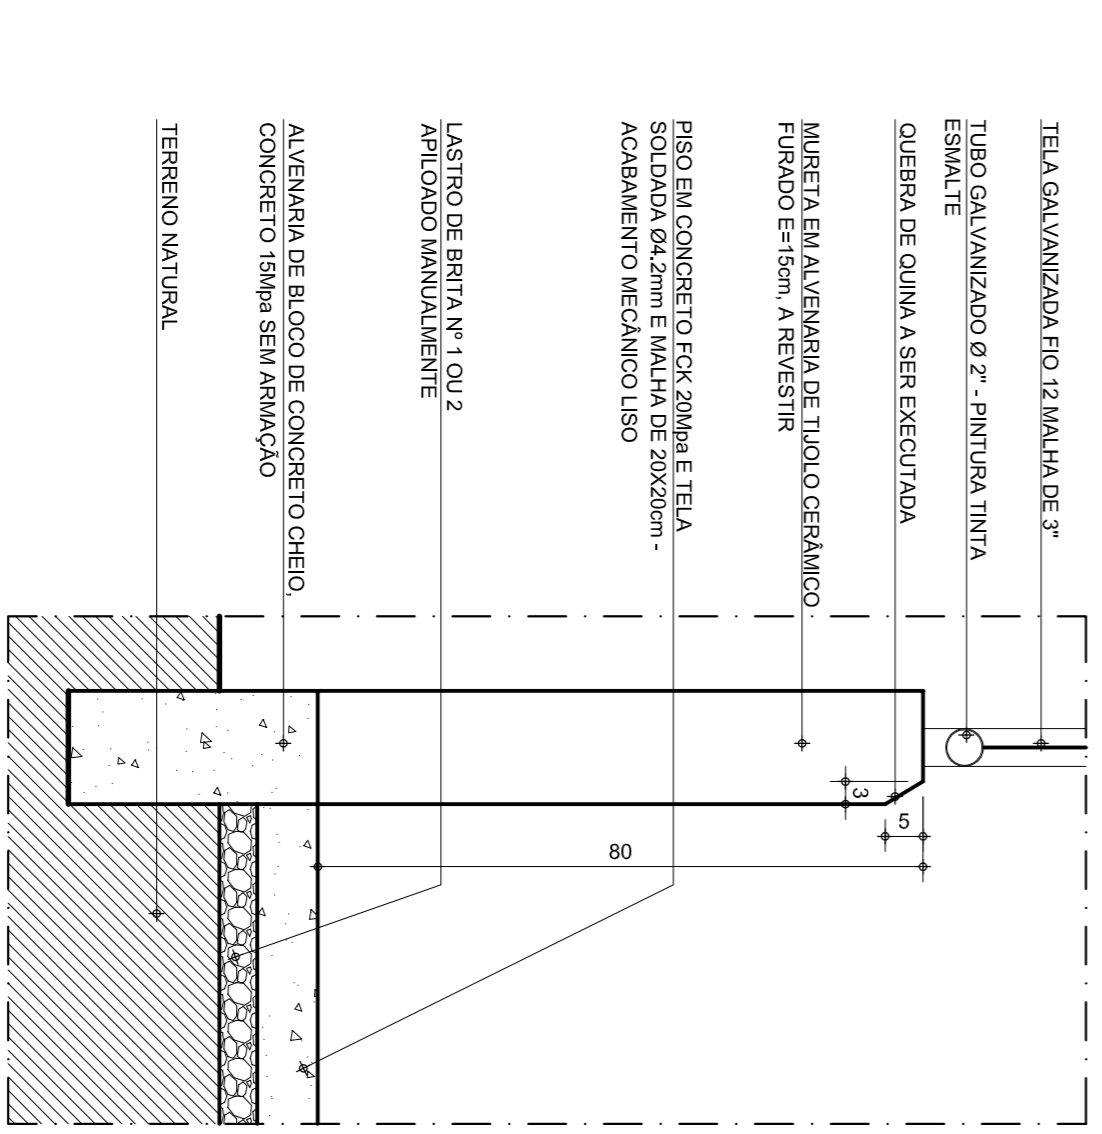 TELA GALVANIZADA FIO 12 MALHA DE 3"
TUBO GALVANIZADO Ø 2" - PINTURA TINTA
ESMALTE
QUEBRA DE QUINA A SER EXECUTADA
MURETA EM ALVENARIA DE TIJOLO CERÂMICO
FURADO E=15cm, A REVESTIR
PISO EM CONCRETO FCK 20Mpa E TELA
SOLDADA Ø4.2mm E MALHA DE 20X20cm -
ACABAMENTO MECÂNICO LISO
LASTRO DE BRITA Nº 1 OU 2
APILOADO MANUALMENTE
ALVENARIA DE BLOCO DE CONCRETO CHEIO,
CONCRETO 15Mpa SEM ARMAÇÃO
TERRENO NATURAL
3
5
80